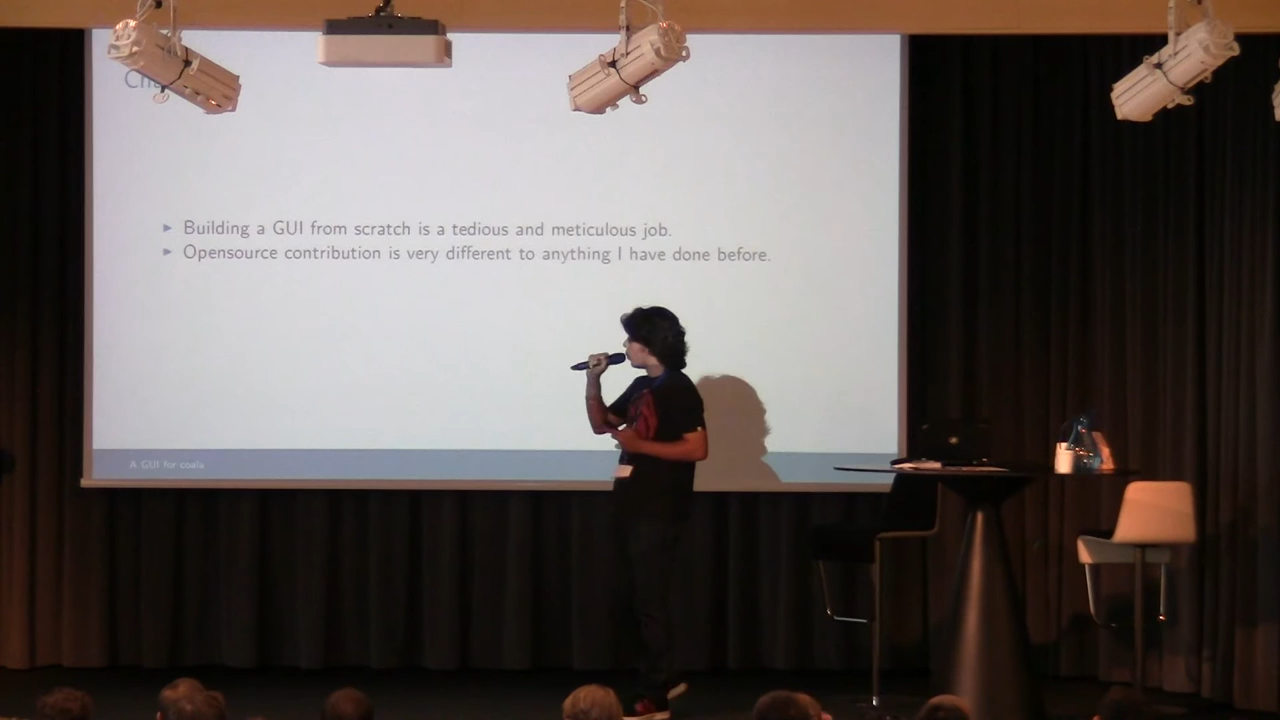 Building a GUI from scratch is a tedious and meticulous job.
Opensource contribution is very different to anything I have done before.
A GUI for coala